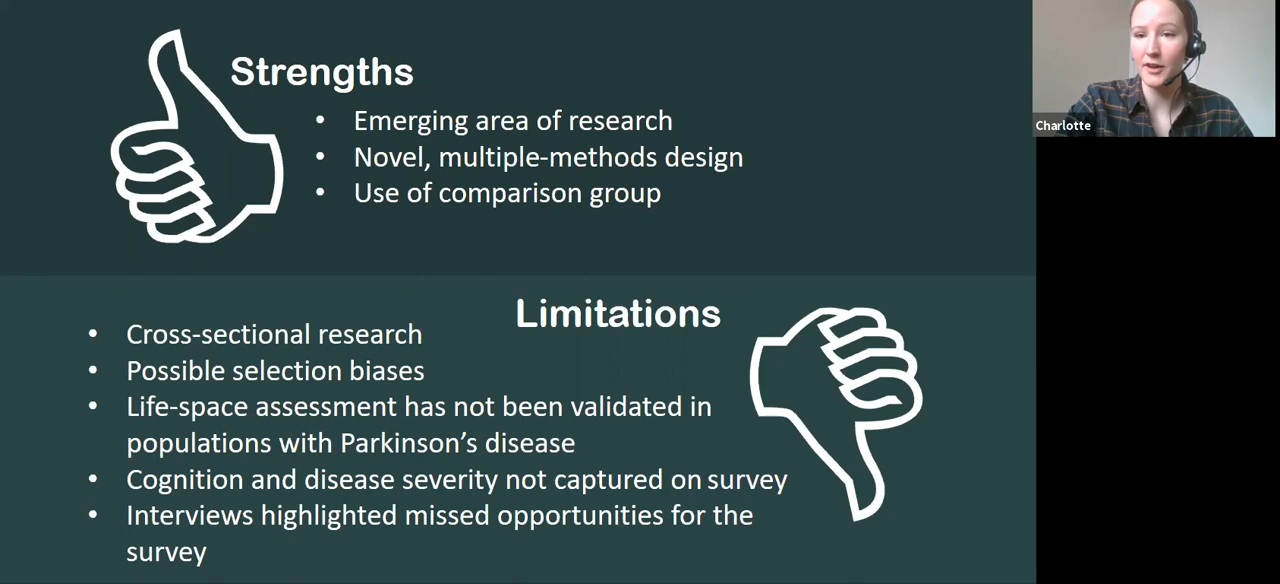 Strengths
• Emerging area of research
• Novel, multiple-methods design
• Use of comparison group
Charlotte
Limitations
• Cross-sectional research
• Possible selection biases
• Life-space assessment has not been validated in
populations with Parkinson’s disease
• Cognition and disease severity not captured on survey
• Interviews highlighted missed opportunities for the
survey